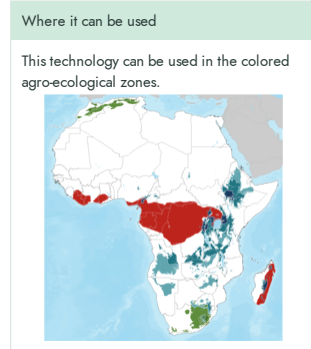 Where it can be used
This technology can be used in the colored
agro-ecological zones.